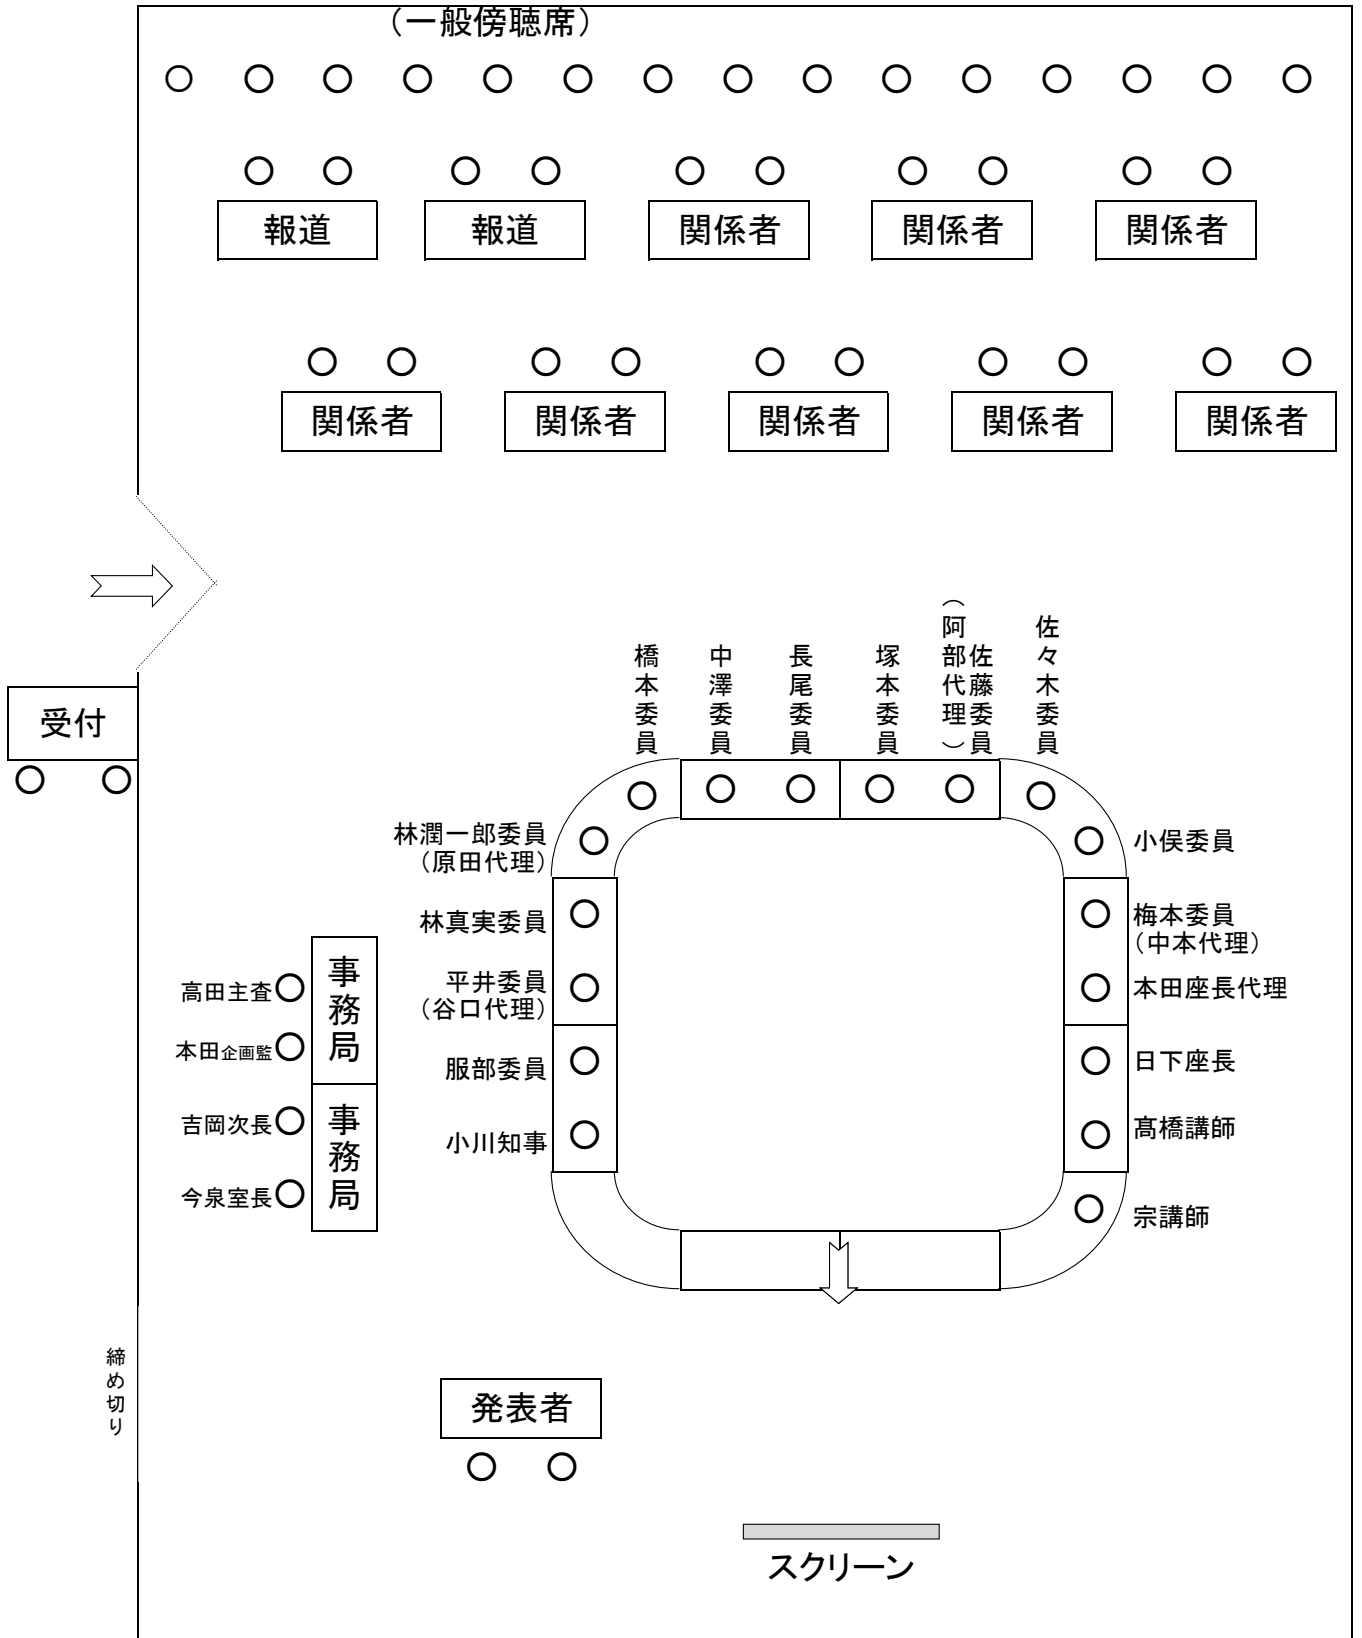 （一般傍聴席）
報道
報道
関係者
関係者
関係者
関係者
関係者
関係者
関係者
関係者
受付
橋本委員
中澤委員
長尾委員
塚本委員
佐藤委員
（阿部代理）
佐々木委員
林潤一郎委員
（原田代理）
林真実委員
平井委員
（谷口代理）
服部委員
小川知事
小俣委員
梅本委員
（中本代理）
本田座長代理
日下座長
髙橋講師
宗講師
事務局
事務局
高田主査
本田企画監
吉岡次長
今泉室長
締め切り
発表者
スクリーン